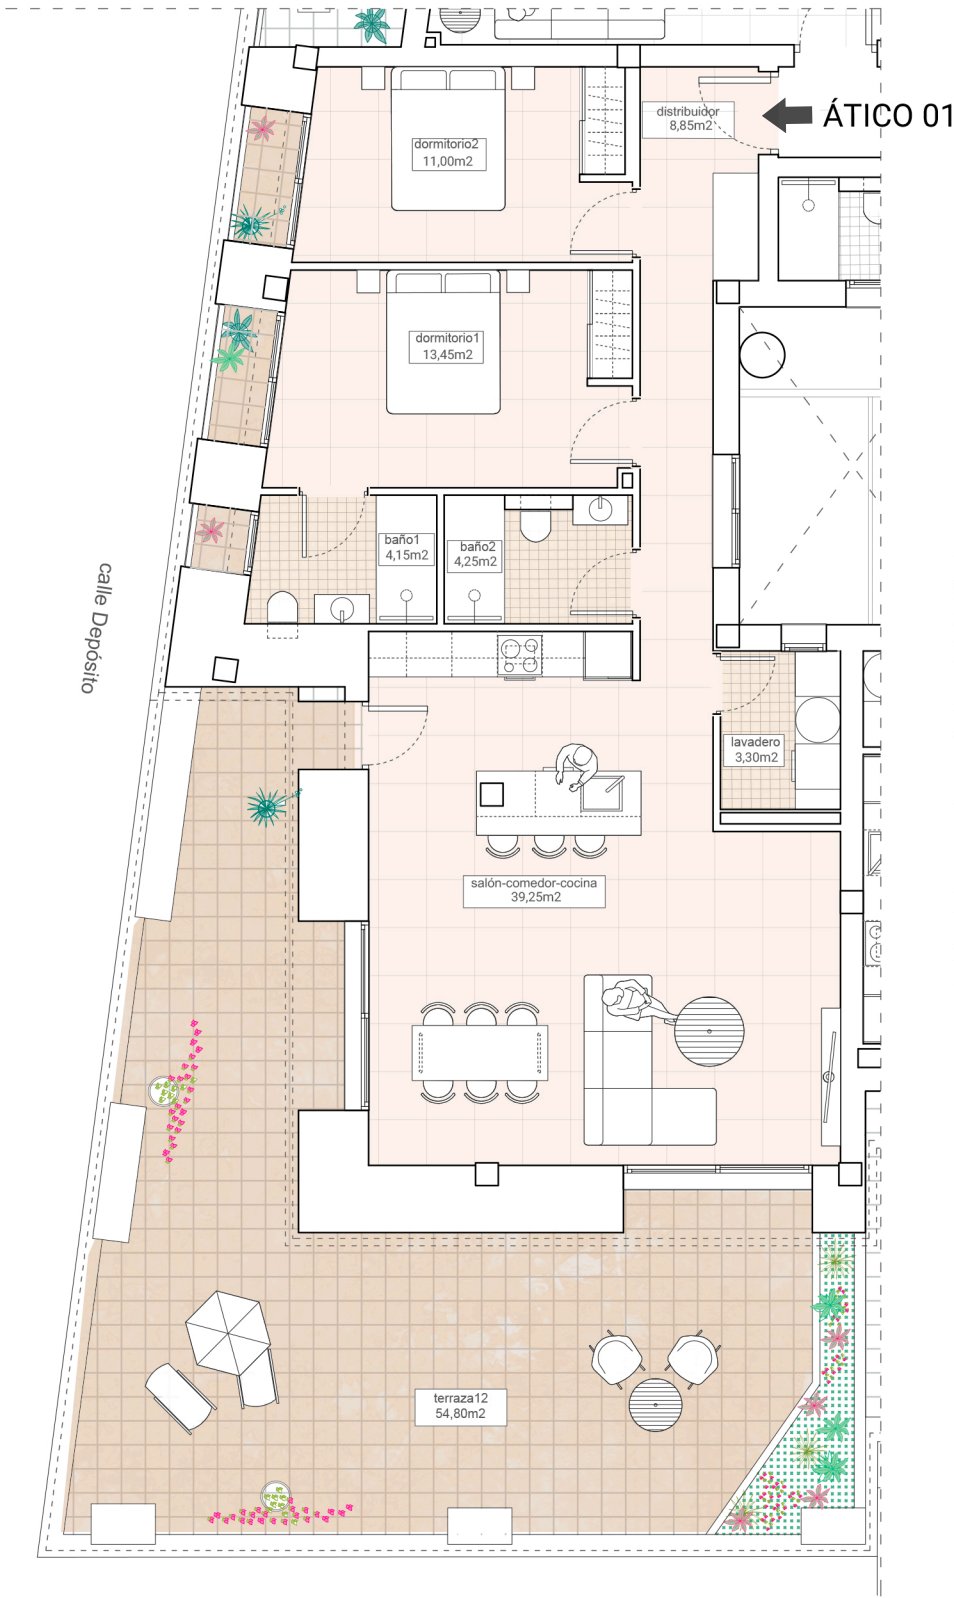 distribuidor
8,85m2
ÁTICO 01
dormitorio2
11,00m2
dormitorio1
13,45m2
baño1
4,15m2
baño2
4,25m2
calle Depósito
lavadero
3,30m2
salón-comedor-cocina
39,25m2
terraza12
54,80m2